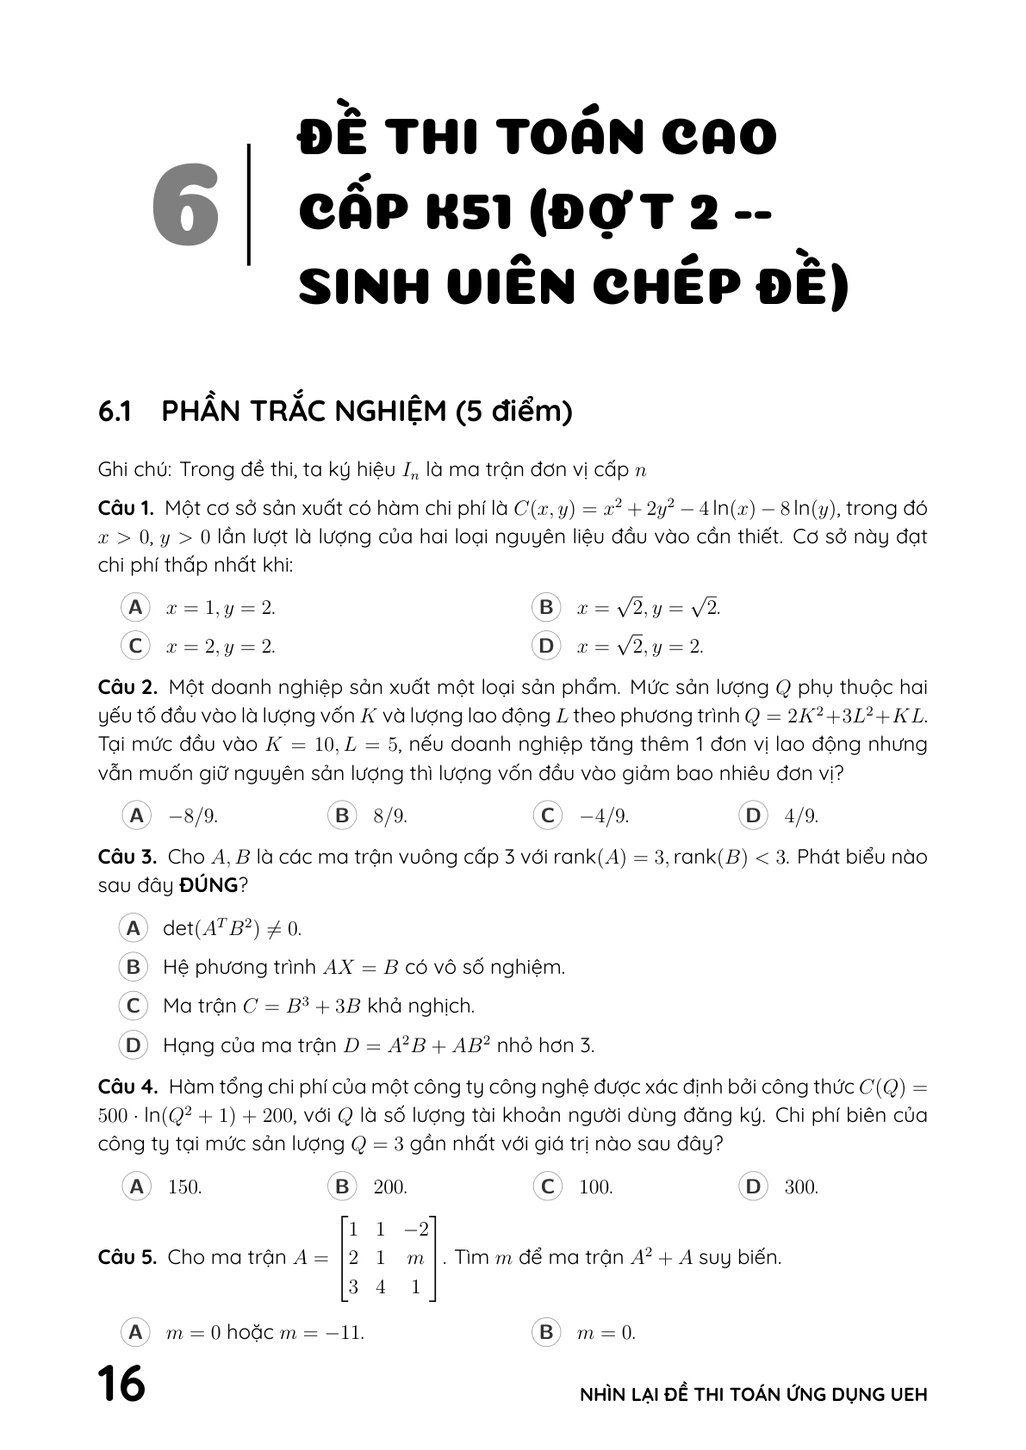 6
ĐỀ THI TOÁN CAO
CẤP K51 (ĐỢT 2 --
SINH VIÊN CHÉP ĐỀ)
6.1 PHẦN TRẮC NGHIỆM (5 điểm)
Ghi chú: Trong đề thi, ta ký hiệu Iₙ là ma trận đơn vị cấp n
Câu 1. Một cơ sở sản xuất có hàm chi phí là C(x, y) = x² + 2y² − 4 ln(x) − 8 ln(y), trong đó
x > 0, y > 0 lần lượt là lượng của hai loại nguyên liệu đầu vào cần thiết. Cơ sở này đạt
chi phí thấp nhất khi:
A x = 1, y = 2. B x = √2, y = √2.
C x = 2, y = 2. D x = √2, y = 2.
Câu 2. Một doanh nghiệp sản xuất một loại sản phẩm. Mức sản lượng Q phụ thuộc hai
yếu tố đầu vào là lượng vốn K và lượng lao động L theo phương trình Q = 2K²+3L²+KL.
Tại mức đầu vào K = 10, L = 5, nếu doanh nghiệp tăng thêm 1 đơn vị lao động nhưng
vẫn muốn giữ nguyên sản lượng thì lượng vốn đầu vào giảm bao nhiêu đơn vị?
A −8/9. B 8/9. C −4/9. D 4/9.
Câu 3. Cho A, B là các ma trận vuông cấp 3 với rank(A) = 3, rank(B) < 3. Phát biểu nào
sau đây ĐÚNG?
A det(AᵀB²) ≠ 0.
B Hệ phương trình AX = B có vô số nghiệm.
C Ma trận C = B³ + 3B khả nghịch.
D Hạng của ma trận D = A²B + AB² nhỏ hơn 3.
Câu 4. Hàm tổng chi phí của một công ty công nghệ được xác định bởi công thức C(Q) =
500 · ln(Q² + 1) + 200, với Q là số lượng tài khoản người dùng đăng ký. Chi phí biên của
công ty tại mức sản lượng Q = 3 gần nhất với giá trị nào sau đây?
A 150. B 200. C 100. D 300.
Câu 5. Cho ma trận A = [1 1 −2; 2 1 m; 3 4 1]. Tìm m để ma trận A² + A suy biến.
A m = 0 hoặc m = −11. B m = 0.
16 NHÌN LẠI ĐỀ THI TOÁN ỨNG DỤNG UEH